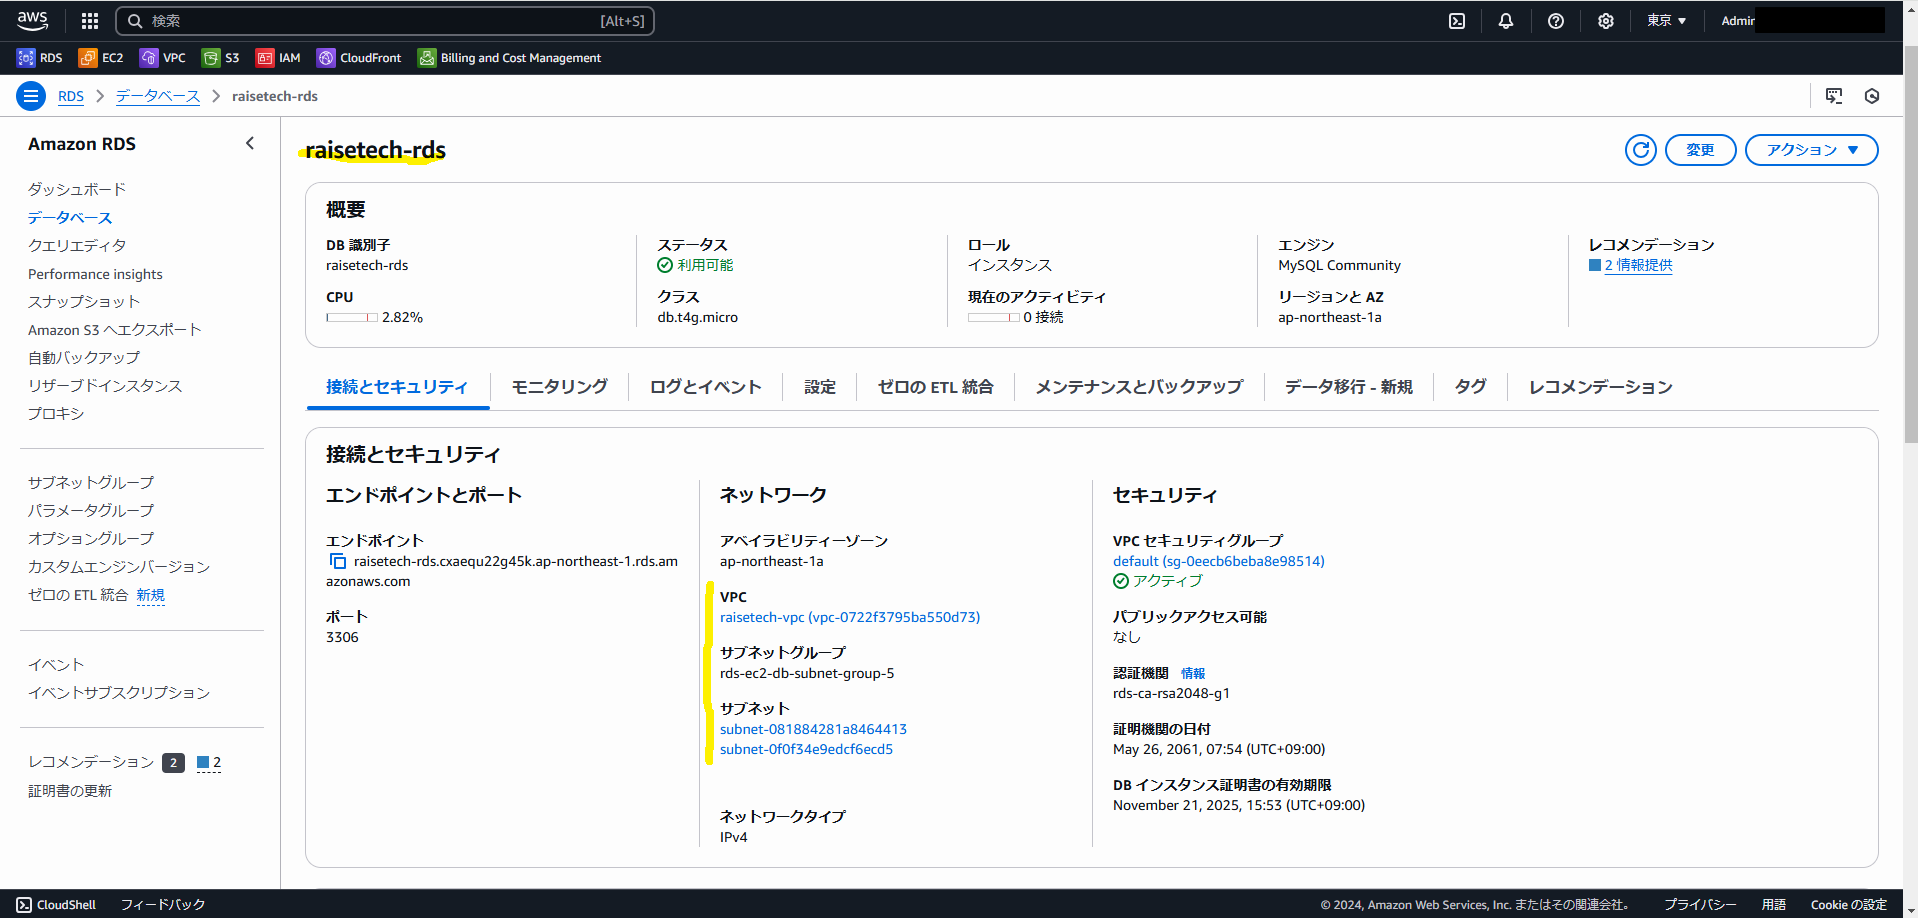 aws
検索
[Alt+S]
東京 ▼
Admin
RDS
EC2
VPC
S3
IAM
CloudFront
Billing and Cost Management
RDS > データベース > raisetech-rds
Amazon RDS
ダッシュボード
データベース
クエリエディタ
Performance insights
スナップショット
Amazon S3 へエクスポート
自動バックアップ
リザーブドインスタンス
プロキシ
サブネットグループ
パラメータグループ
オプショングループ
カスタムエンジンバージョン
ゼロの ETL 統合 新規
イベント
イベントサブスクリプション
レコメンデーション 2 2
証明書の更新
raisetech-rds
変更
アクション ▼
概要
DB 識別子
raisetech-rds
CPU
2.82%
ステータス
利用可能
クラス
db.t4g.micro
ロール
インスタンス
現在のアクティビティ
0 接続
エンジン
MySQL Community
リージョンと AZ
ap-northeast-1a
レコメンデーション
2 情報提供
接続とセキュリティ
モニタリング
ログとイベント
設定
ゼロの ETL 統合
メンテナンスとバックアップ
データ移行 - 新規
タグ
レコメンデーション
接続とセキュリティ
エンドポイントとポート
エンドポイント
raisetech-rds.cxaequ22g45k.ap-northeast-1.rds.am
azonaws.com
ポート
3306
ネットワーク
アベイラビリティーゾーン
ap-northeast-1a
VPC
raisetech-vpc (vpc-0722f3795ba550d73)
サブネットグループ
rds-ec2-db-subnet-group-5
サブネット
subnet-081884281a8464413
subnet-0f0f34e9edcf6ecd5
ネットワークタイプ
IPv4
セキュリティ
VPC セキュリティグループ
default (sg-0eecb6beba8e98514)
アクティブ
パブリックアクセス可能
なし
認証機関 情報
rds-ca-rsa2048-g1
証明機関の日付
May 26, 2061, 07:54 (UTC+09:00)
DB インスタンス証明書の有効期限
November 21, 2025, 15:53 (UTC+09:00)
CloudShell
フィードバック
© 2024, Amazon Web Services, Inc. またはその関連会社。
プライバシー
用語
Cookie の設定